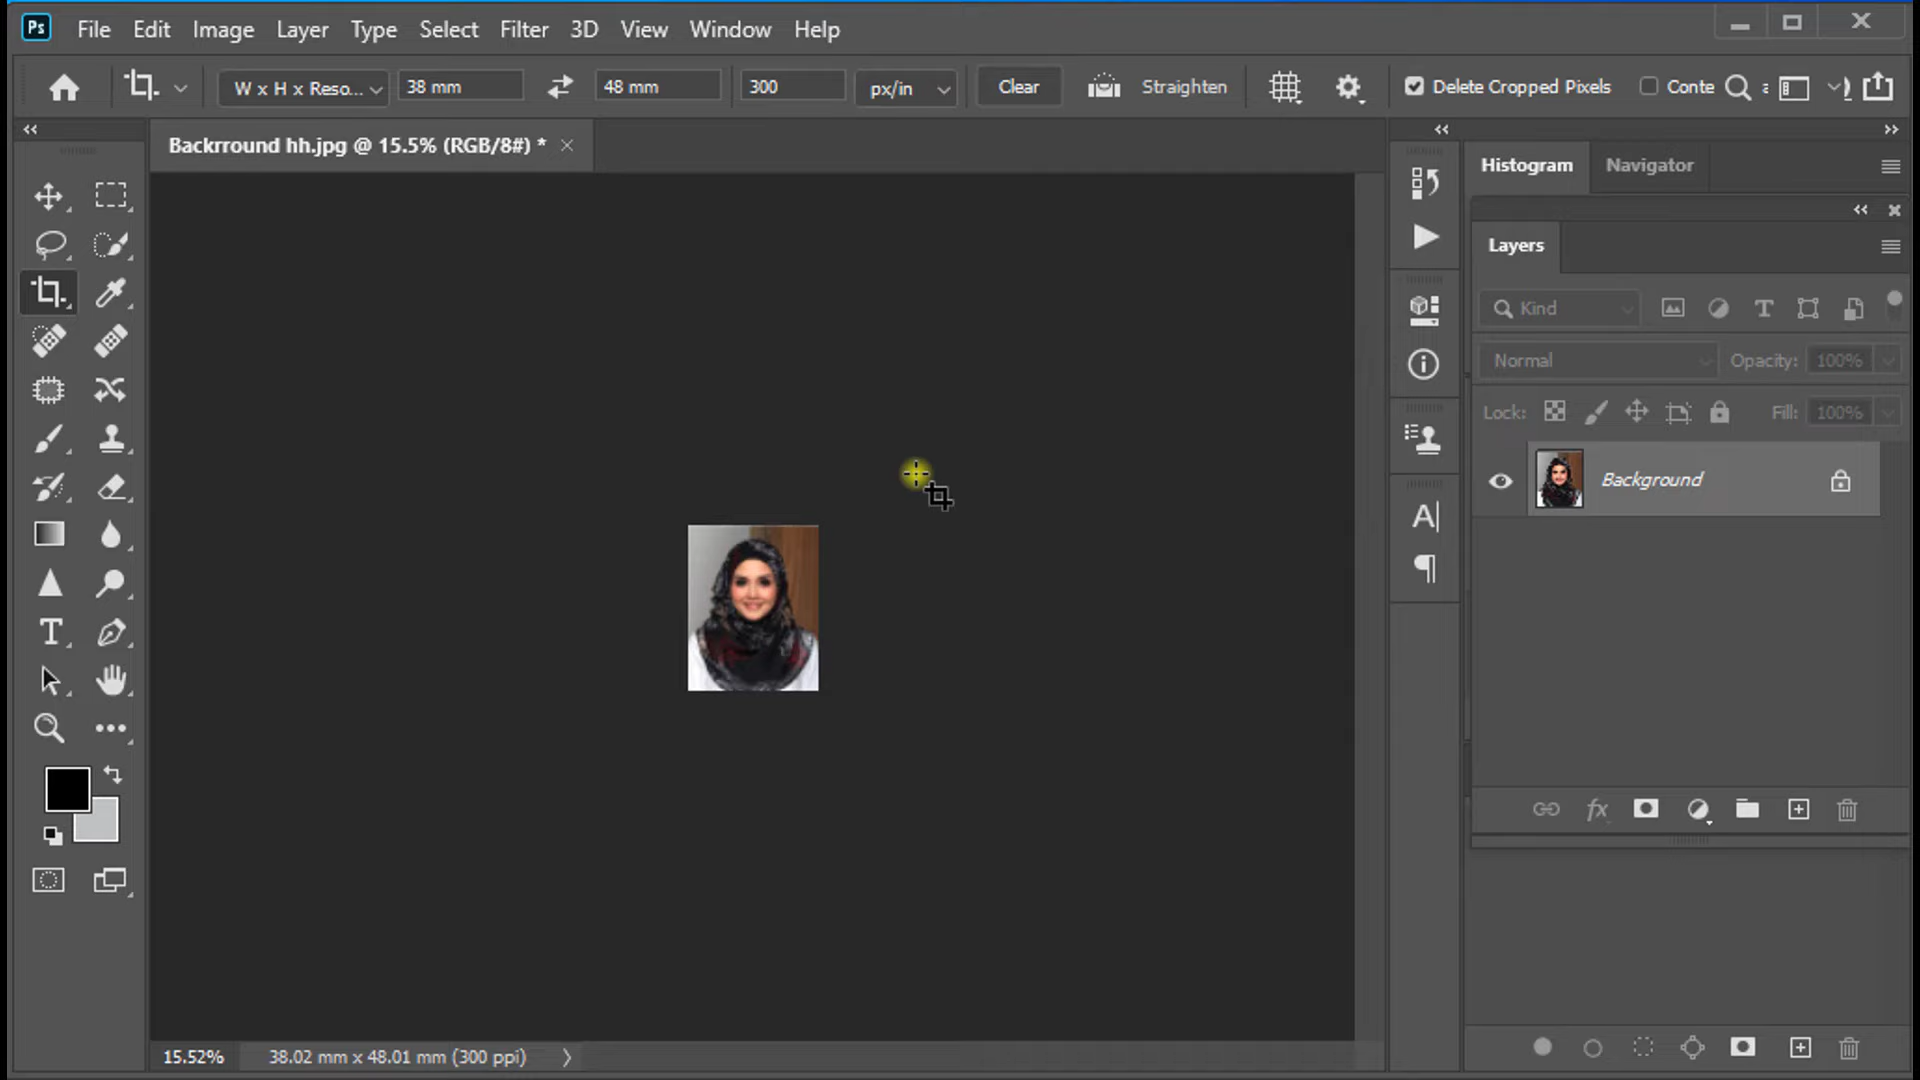 Ps File Edit Image Layer Type Select Filter 3D View Window Help
W x H x Reso... 38 mm 48 mm 300 px/in Clear Straighten Delete Cropped Pixels Conte
Backrround hh.jpg @ 15.5% (RGB/8#) *
Histogram Navigator
Layers
Kind
Normal Opacity: 100%
Lock: Fill: 100%
Background
15.52% 38.02 mm x 48.01 mm (300 ppi)